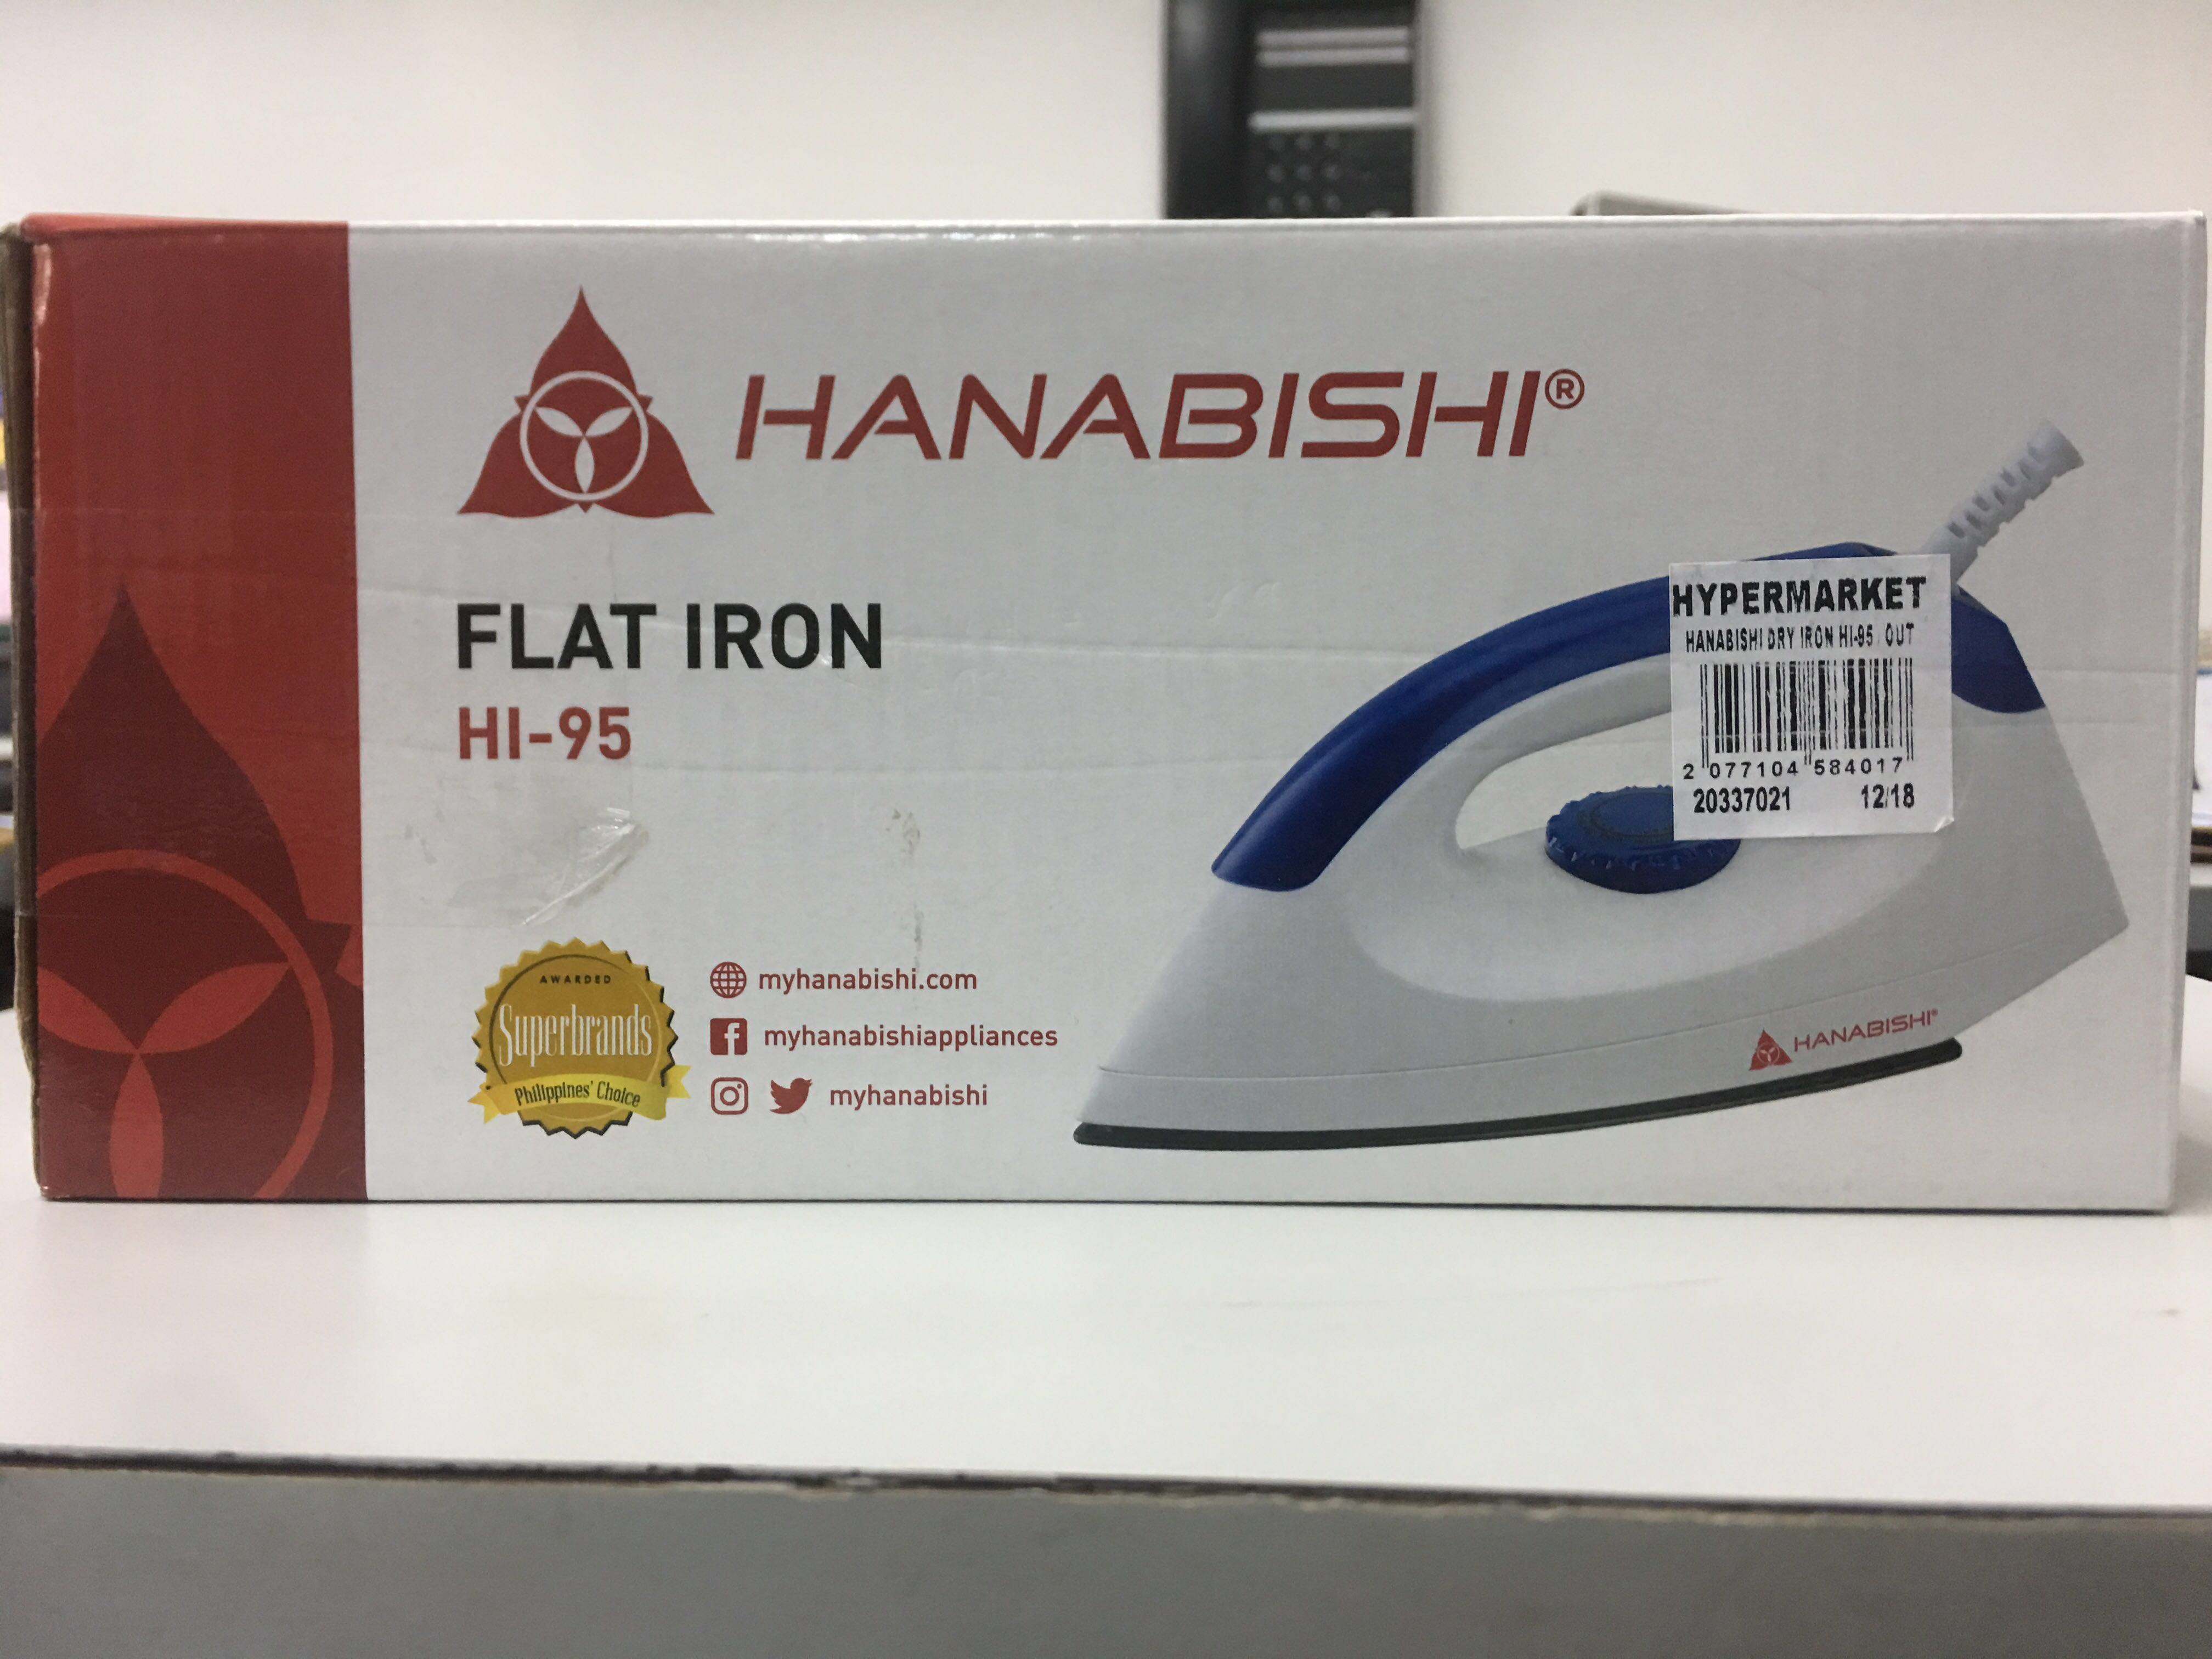 HANABISHI®
FLAT IRON
HI-95
HYPERMARKET
HANABISHI DRY IRON HI-95 OUT
2 077104 584017
20337021 12/18
AWARDED
Superbrands
Philippines' Choice
myhanabishi.com
myhanabishiappliances
myhanabishi
HANABISHI®